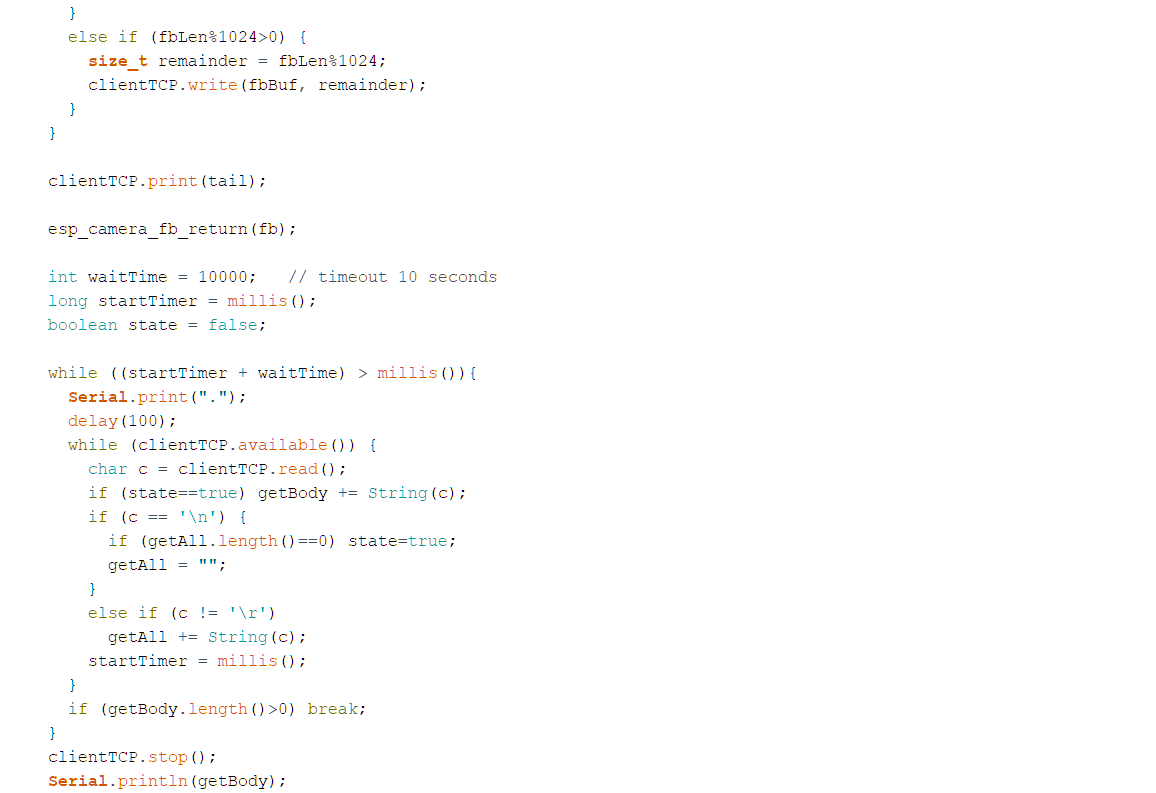 }
else if (fbLen%1024>0) {
size_t remainder = fbLen%1024;
clientTCP.write(fbBuf, remainder);
}
}
clientTCP.print(tail);
esp_camera_fb_return(fb);
int waitTime = 10000;   // timeout 10 seconds
long startTimer = millis();
boolean state = false;
while ((startTimer + waitTime) > millis()){
Serial.print(".");
delay(100);
while (clientTCP.available()) {
char c = clientTCP.read();
if (state==true) getBody += String(c);
if (c == '\n') {
if (getAll.length()==0) state=true;
getAll = "";
}
else if (c != '\r')
getAll += String(c);
startTimer = millis();
}
if (getBody.length()>0) break;
}
clientTCP.stop();
Serial.println(getBody);